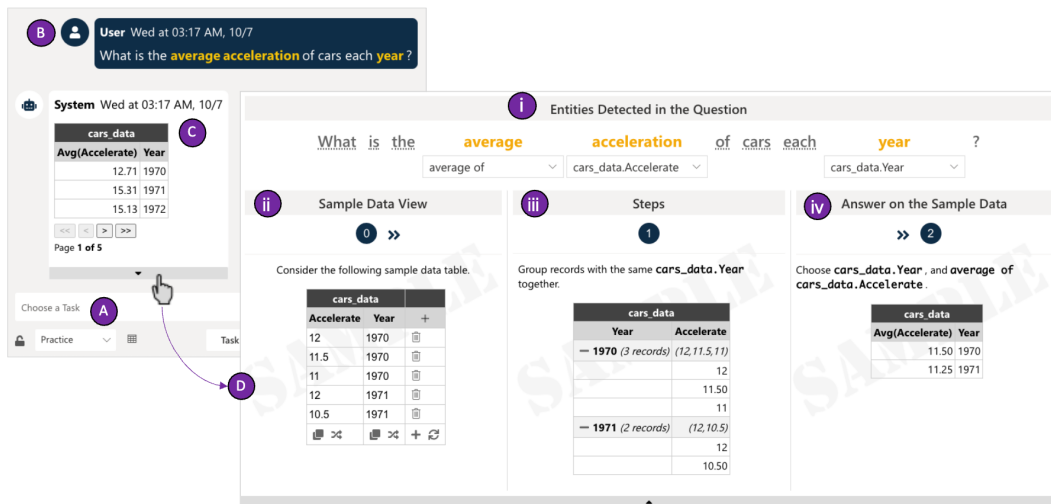 B
User Wed at 03:17 AM, 10/7
What is the average acceleration of cars each year ?
System Wed at 03:17 AM, 10/7
C
cars_data
Avg(Accelerate) Year
12.71 1970
15.31 1971
15.13 1972
<< < > >>
Page 1 of 5
Choose a Task
A
Practice
Task
D
i
Entities Detected in the Question
What is the average acceleration of cars each year ?
average of cars_data.Accelerate cars_data.Year
ii
Sample Data View
0 »
Consider the following sample data table.
cars_data
Accelerate Year +
12 1970
11.5 1970
11 1970
12 1971
10.5 1971
+
SAMPLE
iii
Steps
1
Group records with the same cars_data.Year
together.
cars_data
Year Accelerate
− 1970 (3 records) (12,11.5,11)
12
11.50
11
− 1971 (2 records) (12,10.5)
12
10.50
SAMPLE
iv
Answer on the Sample Data
» 2
Choose cars_data.Year , and average of
cars_data.Accelerate .
cars_data
Avg(Accelerate) Year
11.50 1970
11.25 1971
SAMPLE